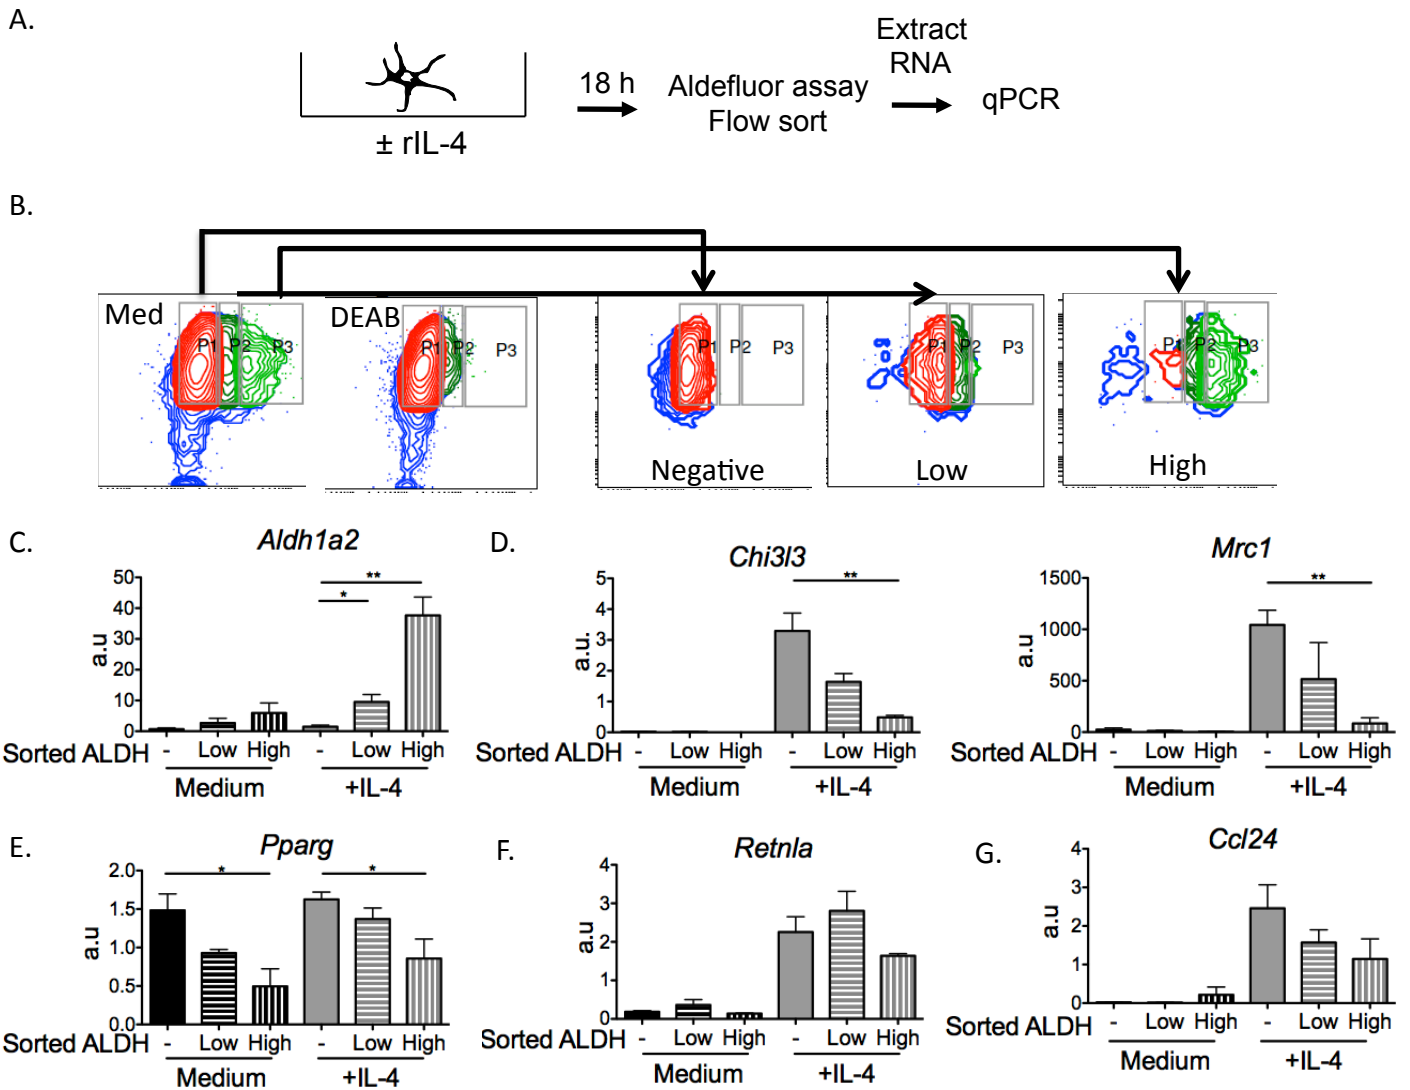 A.
± rIL-4
18 h
Aldefluor assay
Flow sort
Extract
RNA
qPCR
B.
Med
P1
P2
P3
DEAB
P1
P2
P3
P1
P2
P3
Negative
P1
P2
P3
Low
P1
P2
P3
High
C.
Aldh1a2
**
*
a.u
50
40
30
20
10
0
Sorted ALDH
- Low High - Low High
Medium +IL-4
D.
Chi3l3
**
a.u.
5
4
3
2
1
0
Sorted ALDH
- Low High - Low High
Medium +IL-4
Mrc1
**
a.u
1500
1000
500
0
Sorted ALDH
- Low High - Low High
Medium +IL-4
E.
Pparg
* *
a.u
2.0
1.5
1.0
0.5
0.0
Sorted ALDH
- Low High - Low High
Medium +IL-4
F.
Retnla
a.u
4
3
2
1
0
Sorted ALDH
- Low High - Low High
Medium +IL-4
G.
Ccl24
a.u
4
3
2
1
0
Sorted ALDH
- Low High - Low High
Medium +IL-4